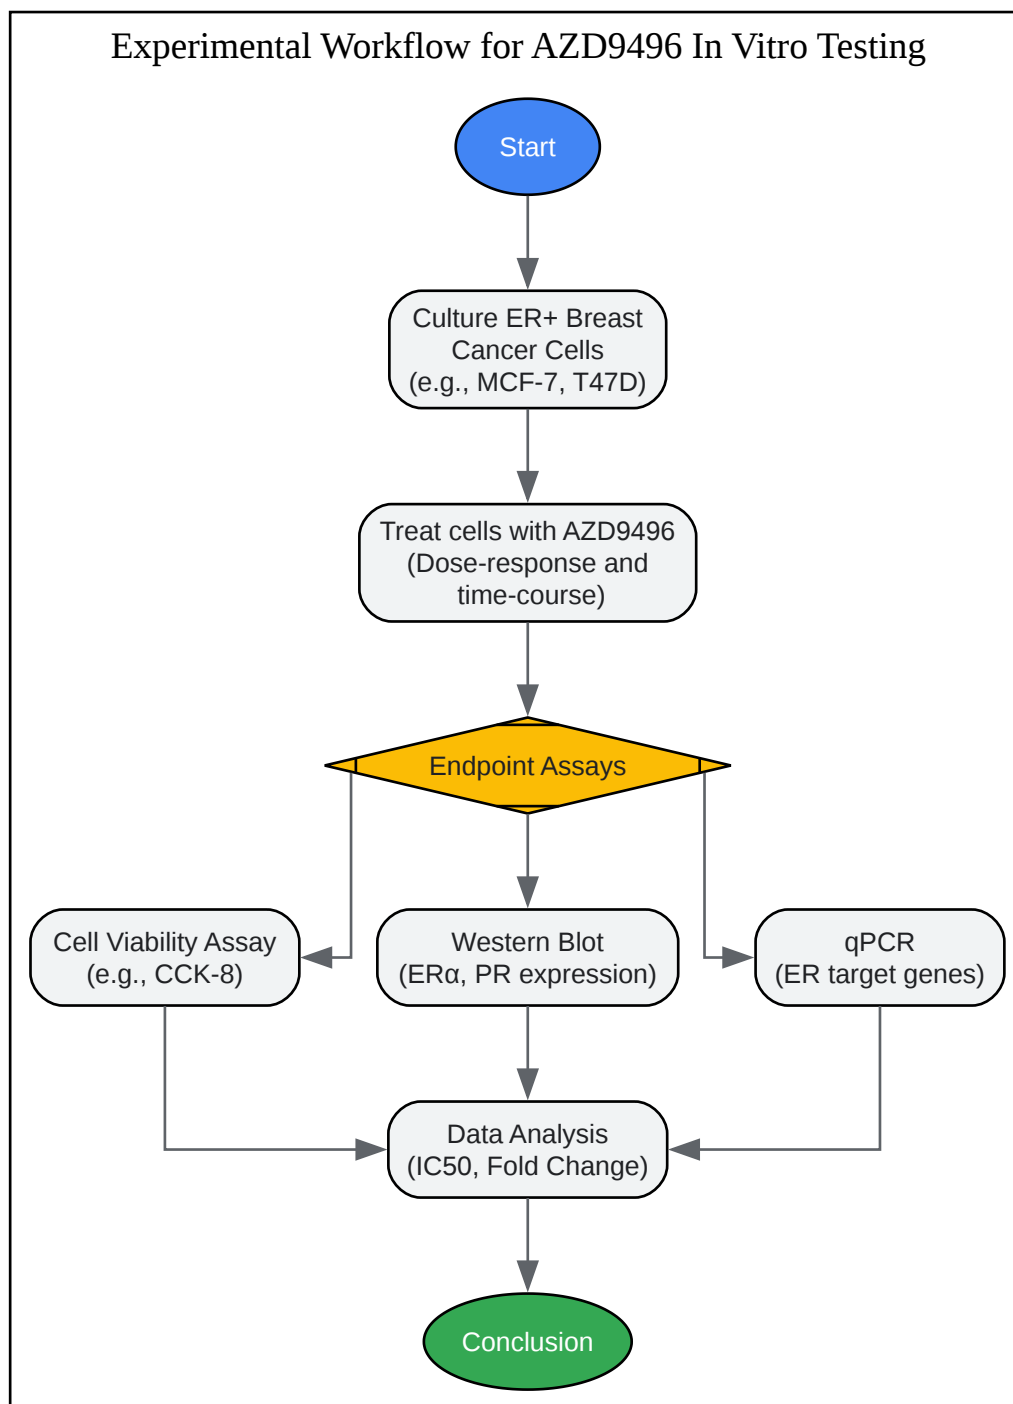 Experimental Workflow for AZD9496 In Vitro Testing
Start
Culture ER+ Breast
Cancer Cells
(e.g., MCF-7, T47D)
Treat cells with AZD9496
(Dose-response and
time-course)
Endpoint Assays
Cell Viability Assay
(e.g., CCK-8)
Western Blot
(ERα, PR expression)
qPCR
(ER target genes)
Data Analysis
(IC50, Fold Change)
Conclusion